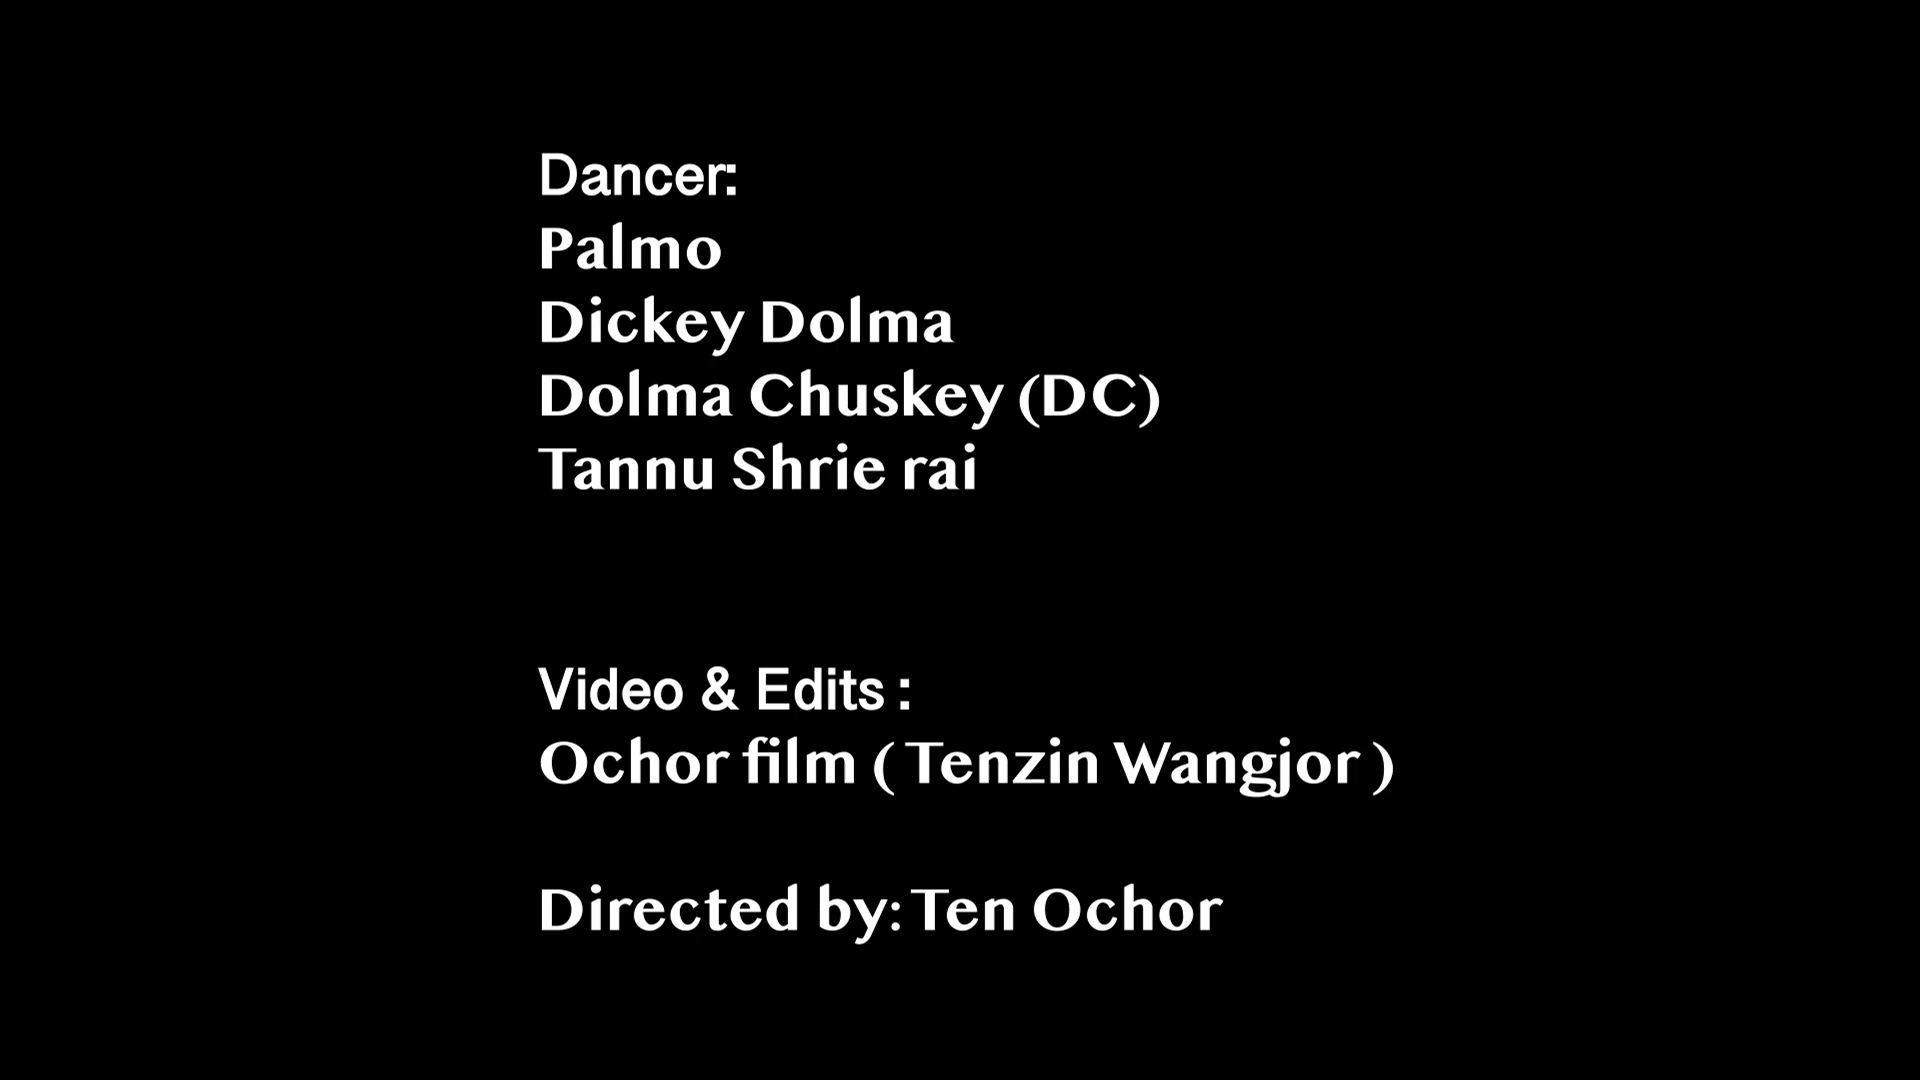 Dancer:
Palmo
Dickey Dolma
Dolma Chuskey (DC)
Tannu Shrie rai
Video & Edits :
Ochor film ( Tenzin Wangjor )
Directed by: Ten Ochor